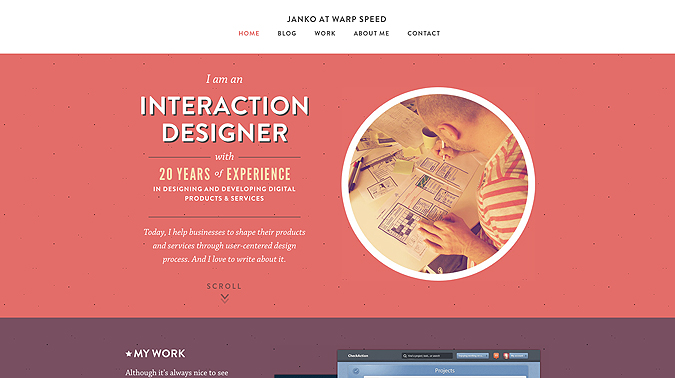 JANKO AT WARP SPEED
HOME BLOG WORK ABOUT ME CONTACT
I am an
INTERACTION
DESIGNER
with
20 YEARS of EXPERIENCE
IN DESIGNING AND DEVELOPING DIGITAL
PRODUCTS & SERVICES
Today, I help businesses to shape their products
and services through user-centered design
process. And I love to write about it.
SCROLL
MY WORK
Although it's always nice to see
CheckAction
Projects